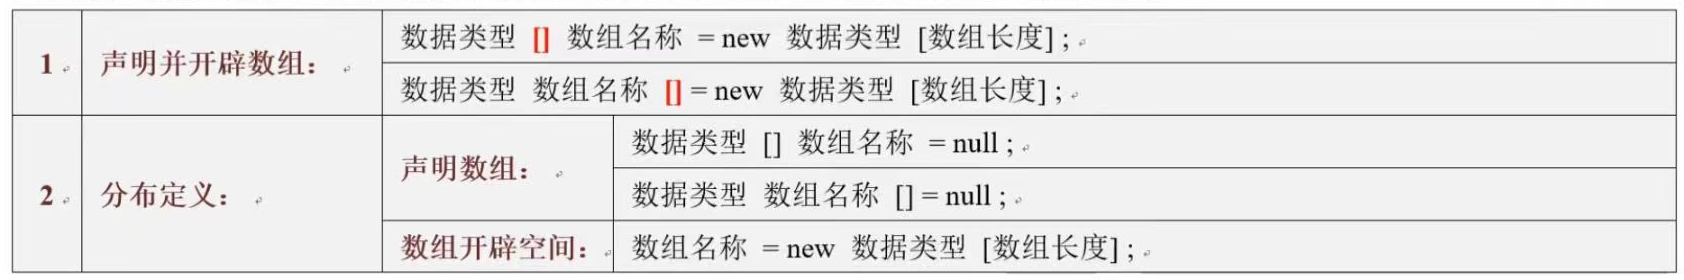 1 声明并开辟数组：
数据类型 [] 数组名称 = new 数据类型 [数组长度] ;
数据类型 数组名称 [] = new 数据类型 [数组长度] ;
2 分布定义：
声明数组：
数据类型 [] 数组名称 = null ;
数据类型 数组名称 [] = null ;
数组开辟空间：
数组名称 = new 数据类型 [数组长度] ;